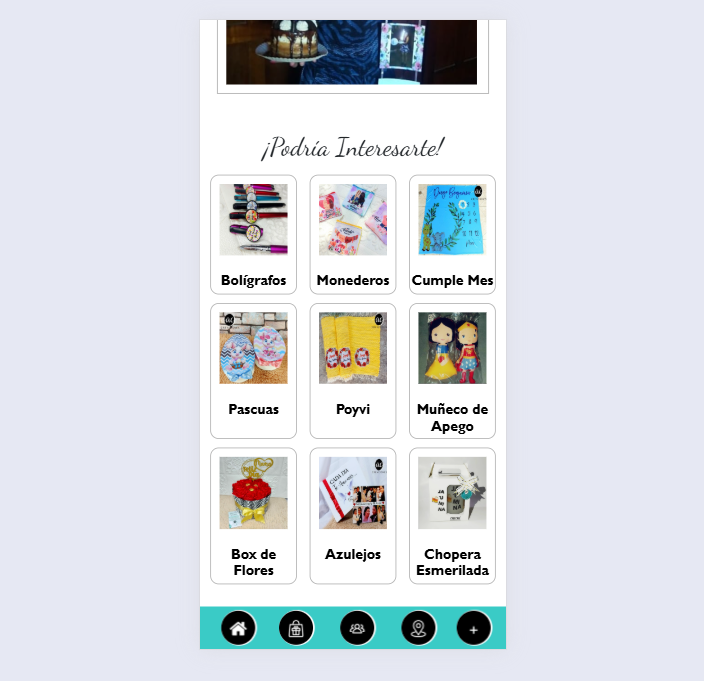 ¡Podría Interesarte!
Bolígrafos
Monederos
Cumple Mes
Pascuas
Poyvi
Muñeco de
Apego
Box de
Flores
Azulejos
Chopera
Esmerilada